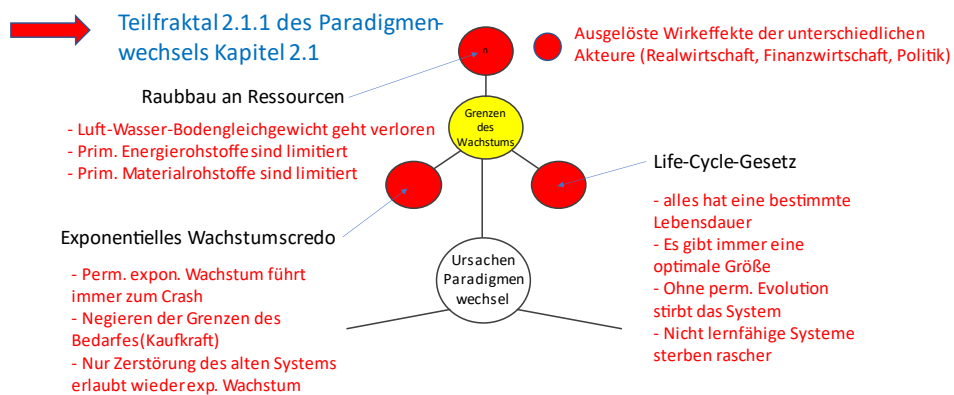 Teilfraktal 2.1.1 des Paradigmen-
wechsels Kapitel 2.1
n
Ausgelöste Wirkeffekte der unterschiedlichen
Akteure (Realwirtschaft, Finanzwirtschaft, Politik)
Raubbau an Ressourcen
- Luft-Wasser-Bodengleichgewicht geht verloren
- Prim. Energierohstoffe sind limitiert
- Prim. Materialrohstoffe sind limitiert
Grenzen
des
Wachstums
Life-Cycle-Gesetz
- alles hat eine bestimmte
Lebensdauer
- Es gibt immer eine
optimale Größe
- Ohne perm. Evolution
stirbt das System
- Nicht lernfähige Systeme
sterben rascher
Exponentielles Wachstumscredo
- Perm. expon. Wachstum führt
immer zum Crash
- Negieren der Grenzen des
Bedarfes(Kaufkraft)
- Nur Zerstörung des alten Systems
erlaubt wieder exp. Wachstum
Ursachen
Paradigmen
wechsel